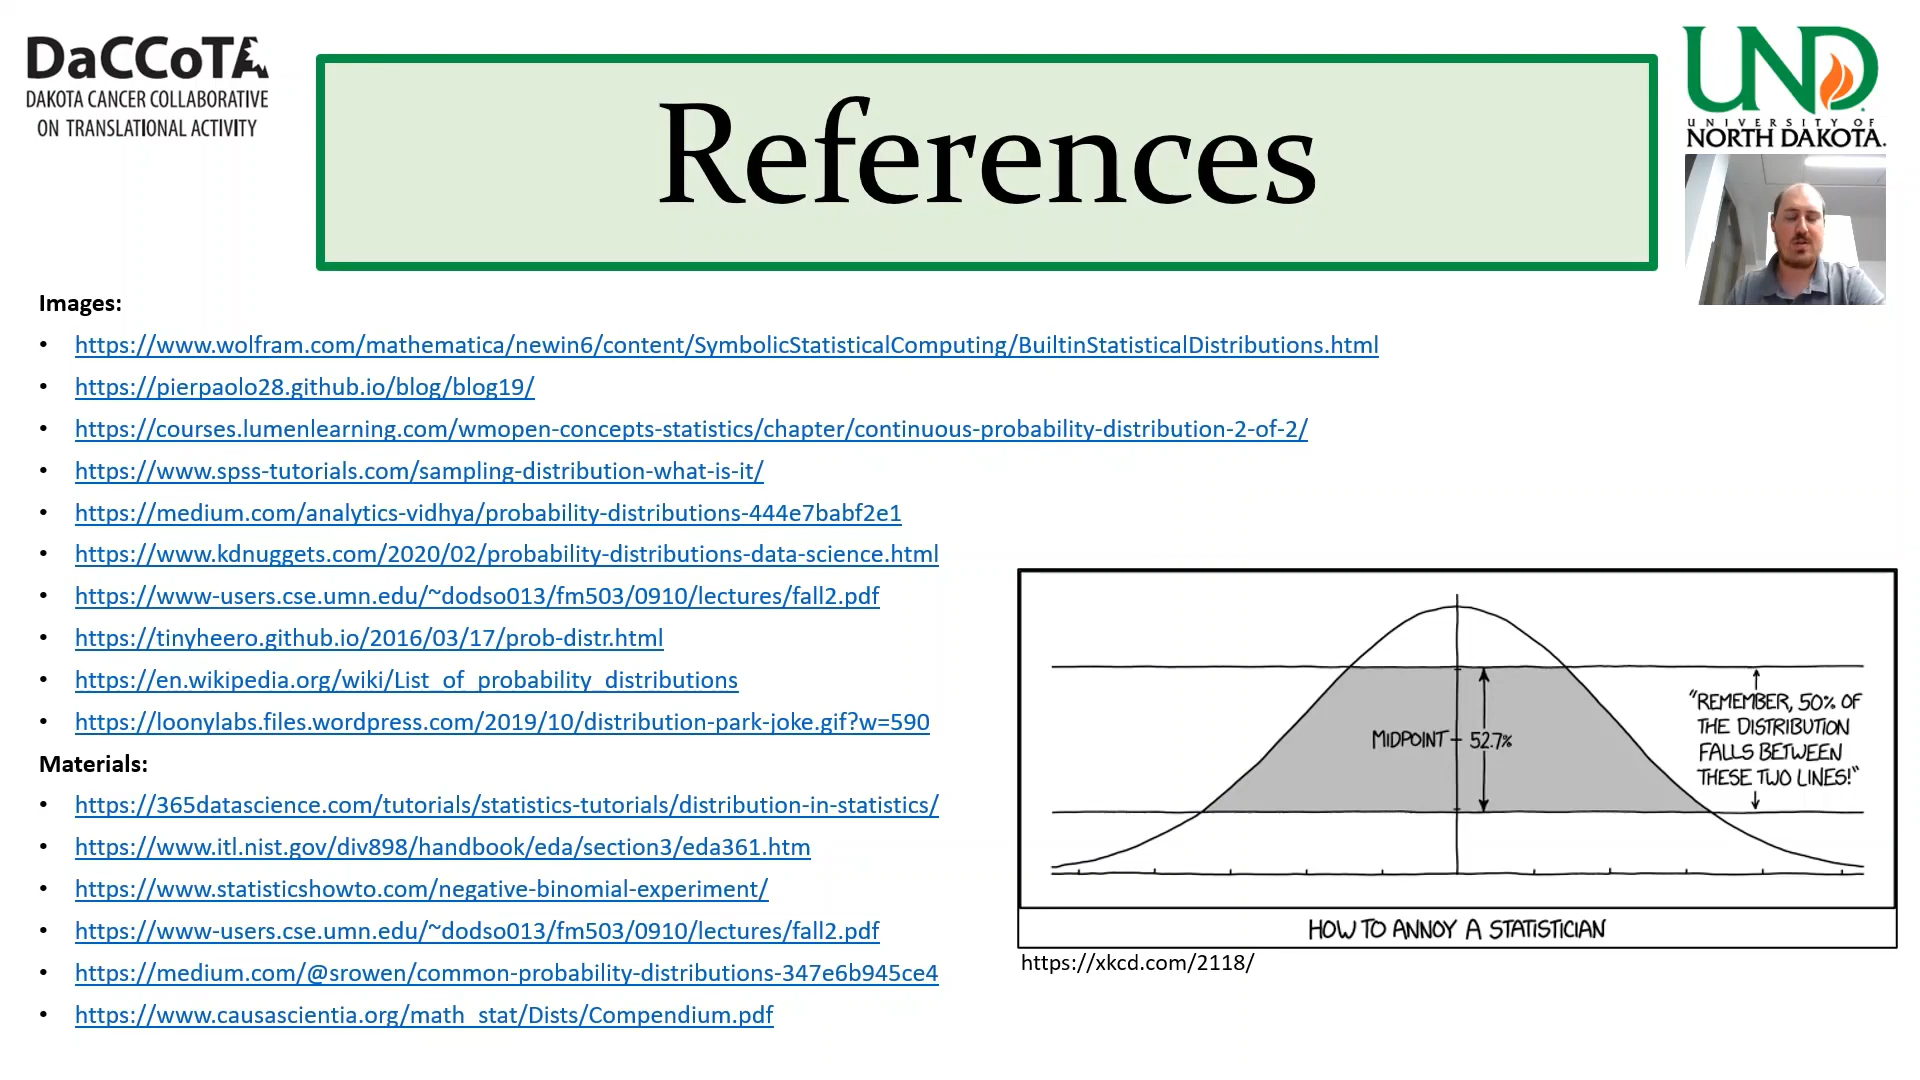 DaCCoTA
DAKOTA CANCER COLLABORATIVE
ON TRANSLATIONAL ACTIVITY
References
UND
UNIVERSITY OF
NORTH DAKOTA.
Images:
• https://www.wolfram.com/mathematica/newin6/content/SymbolicStatisticalComputing/BuiltinStatisticalDistributions.html
• https://pierpaolo28.github.io/blog/blog19/
• https://courses.lumenlearning.com/wmopen-concepts-statistics/chapter/continuous-probability-distribution-2-of-2/
• https://www.spss-tutorials.com/sampling-distribution-what-is-it/
• https://medium.com/analytics-vidhya/probability-distributions-444e7babf2e1
• https://www.kdnuggets.com/2020/02/probability-distributions-data-science.html
• https://www-users.cse.umn.edu/~dodso013/fm503/0910/lectures/fall2.pdf
• https://tinyheero.github.io/2016/03/17/prob-distr.html
• https://en.wikipedia.org/wiki/List_of_probability_distributions
• https://loonylabs.files.wordpress.com/2019/10/distribution-park-joke.gif?w=590
Materials:
• https://365datascience.com/tutorials/statistics-tutorials/distribution-in-statistics/
• https://www.itl.nist.gov/div898/handbook/eda/section3/eda361.htm
• https://www.statisticshowto.com/negative-binomial-experiment/
• https://www-users.cse.umn.edu/~dodso013/fm503/0910/lectures/fall2.pdf
• https://medium.com/@srowen/common-probability-distributions-347e6b945ce4
• https://www.causascientia.org/math_stat/Dists/Compendium.pdf
MIDPOINT 52.7%
"REMEMBER, 50% OF
THE DISTRIBUTION
FALLS BETWEEN
THESE TWO LINES!"
HOW TO ANNOY A STATISTICIAN
https://xkcd.com/2118/